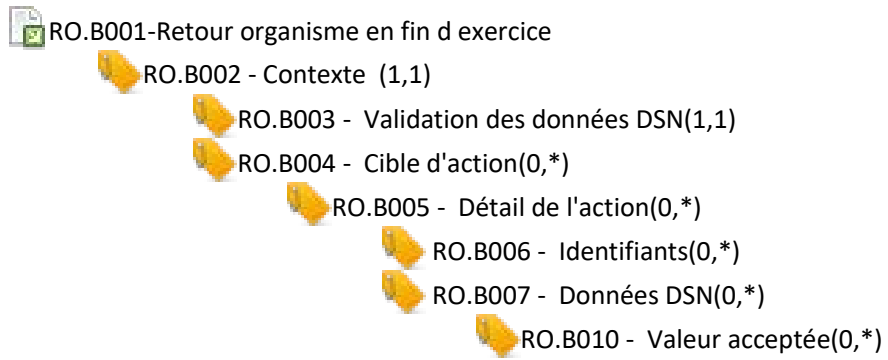 RO.B001-Retour organisme en fin d exercice
RO.B002 - Contexte (1,1)
RO.B003 - Validation des données DSN(1,1)
RO.B004 - Cible d'action(0,*)
RO.B005 - Détail de l'action(0,*)
RO.B006 - Identifiants(0,*)
RO.B007 - Données DSN(0,*)
RO.B010 - Valeur acceptée(0,*)